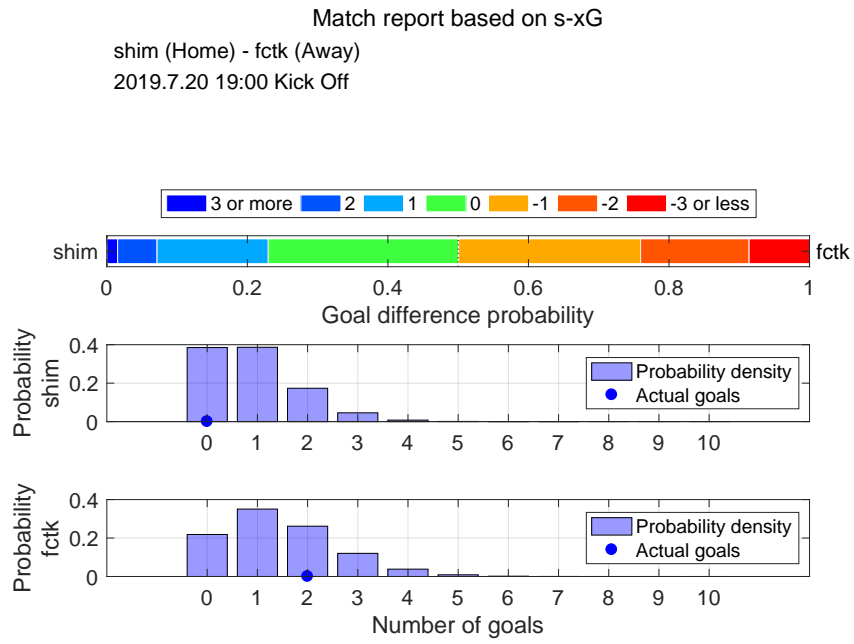 Match report based on s-xG
shim (Home) - fctk (Away)
2019.7.20 19:00 Kick Off
3 or more 2 1 0 -1 -2 -3 or less
shim fctk
0 0.2 0.4 0.6 0.8 1
Goal difference probability
Probability
shim
0.4
0.2
0
Probability density
Actual goals
0 1 2 3 4 5 6 7 8 9 10
Probability
fctk
0.4
0.2
0
Probability density
Actual goals
0 1 2 3 4 5 6 7 8 9 10
Number of goals